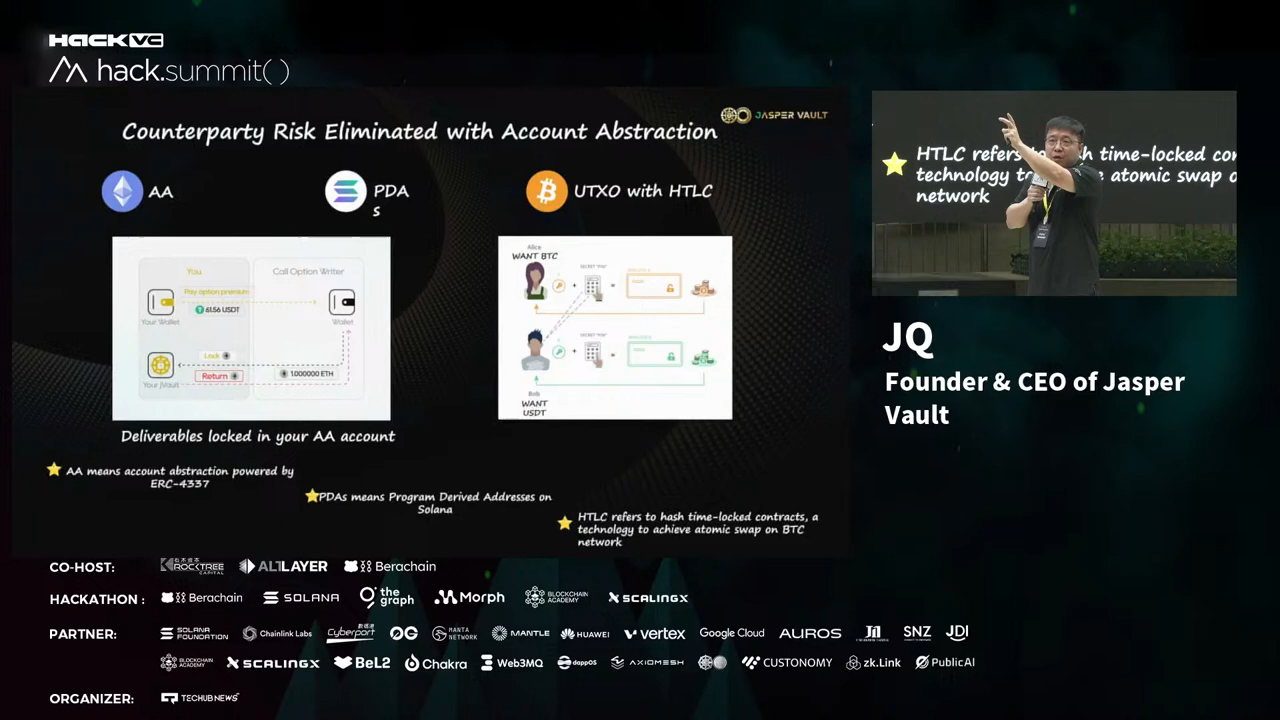 HACK VC
hack.summit()
JASPER VAULT
Counterparty Risk Eliminated with Account Abstraction
AA
PDA
s
UTXO with HTLC
You
Call Option Writer
Pay option premium
61.56 USDT
Your Wallet
Wallet
Lock
Return
1.000000 ETH
Your JVault
Alice
WANT BTC
Bob
WANT
USDT
Deliverables locked in your AA account
AA means account abstraction powered by
ERC-4337
PDAs means Program Derived Addresses on
Solana
HTLC refers to hash time-locked contracts, a
technology to achieve atomic swap on BTC
network
HTLC refers to hash time-locked con
technology to atomic swap o
network
JQ
Founder & CEO of Jasper
Vault
CO-HOST:
ROCKTREE CAPITAL
ALTLAYER
Berachain
HACKATHON :
Berachain
SOLANA
the graph
Morph
BLOCKCHAIN ACADEMY
SCALINGX
PARTNER:
SOLANA FOUNDATION
Chainlink Labs
Cyberport
0G
MANTA NETWORK
MANTLE
HUAWEI
vertex
Google Cloud
AUROS
SNZ
JDI
BLOCKCHAIN ACADEMY
SCALINGX
BeL2
Chakra
Web3MQ
dappOS
AXIOMESH
CUSTONOMY
zk.Link
PublicAI
ORGANIZER:
TECHUB NEWS